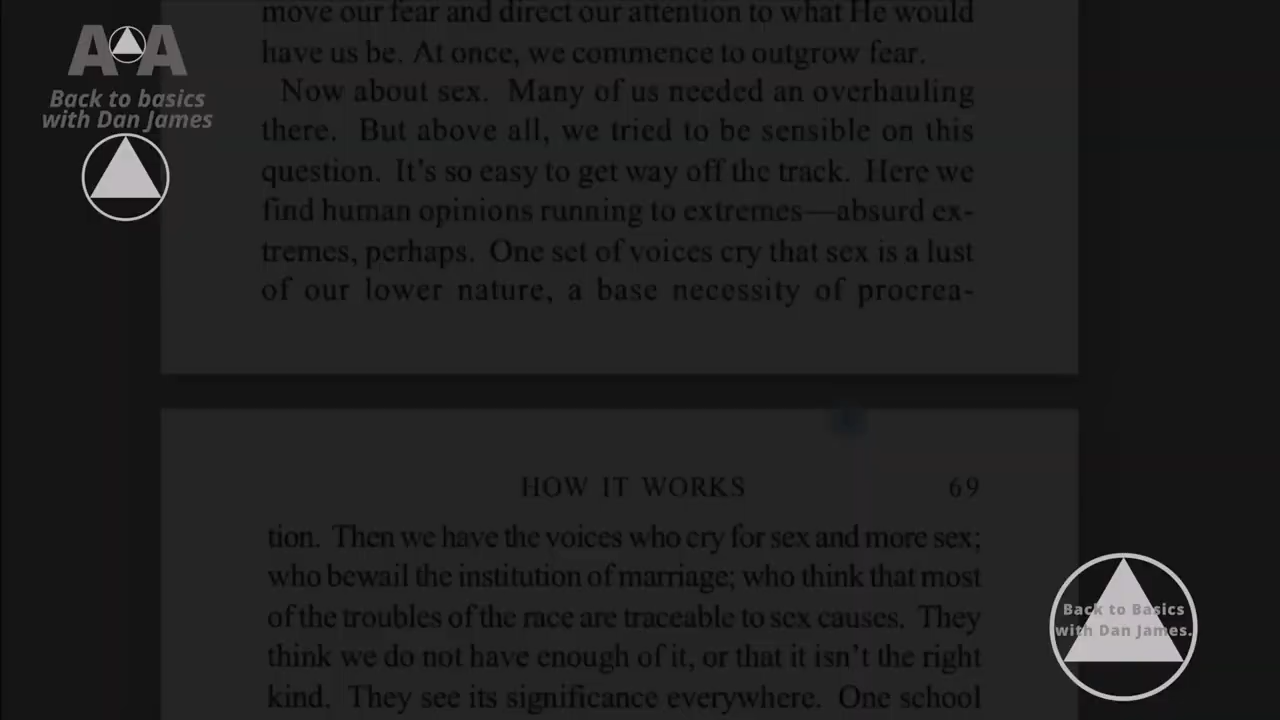 AA
Back to basics
with Dan James
move our fear and direct our attention to what He would
have us be. At once, we commence to outgrow fear.
Now about sex. Many of us needed an overhauling
there. But above all, we tried to be sensible on this
question. It's so easy to get way off the track. Here we
find human opinions running to extremes—absurd ex-
tremes, perhaps. One set of voices cry that sex is a lust
of our lower nature, a base necessity of procrea-
HOW IT WORKS 69
tion. Then we have the voices who cry for sex and more sex;
who bewail the institution of marriage; who think that most
of the troubles of the race are traceable to sex causes. They
think we do not have enough of it, or that it isn't the right
kind. They see its significance everywhere. One school
Back to Basics
with Dan James.